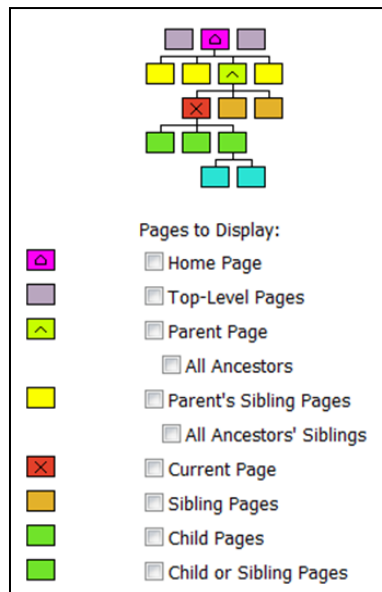 Pages to Display:
Home Page
Top-Level Pages
Parent Page
All Ancestors
Parent's Sibling Pages
All Ancestors' Siblings
Current Page
Sibling Pages
Child Pages
Child or Sibling Pages